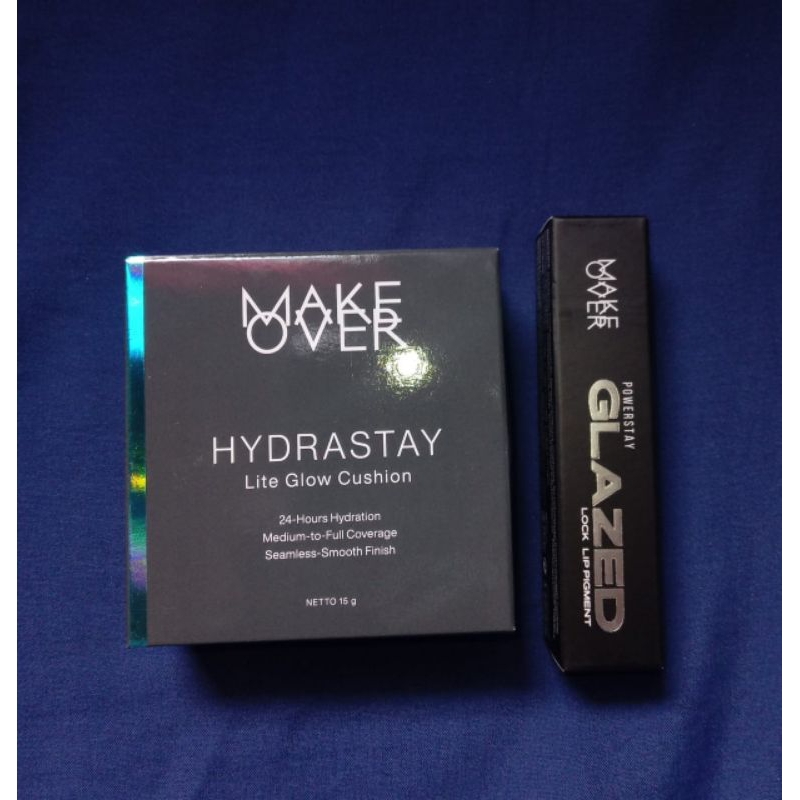 MAKE
OVER
HYDRASTAY
Lite Glow Cushion
24-Hours Hydration
Medium-to-Full Coverage
Seamless-Smooth Finish
NETTO 15 g
MAKE
OVER
POWERSTAY
GLAZED
LOCK LIP PIGMENT